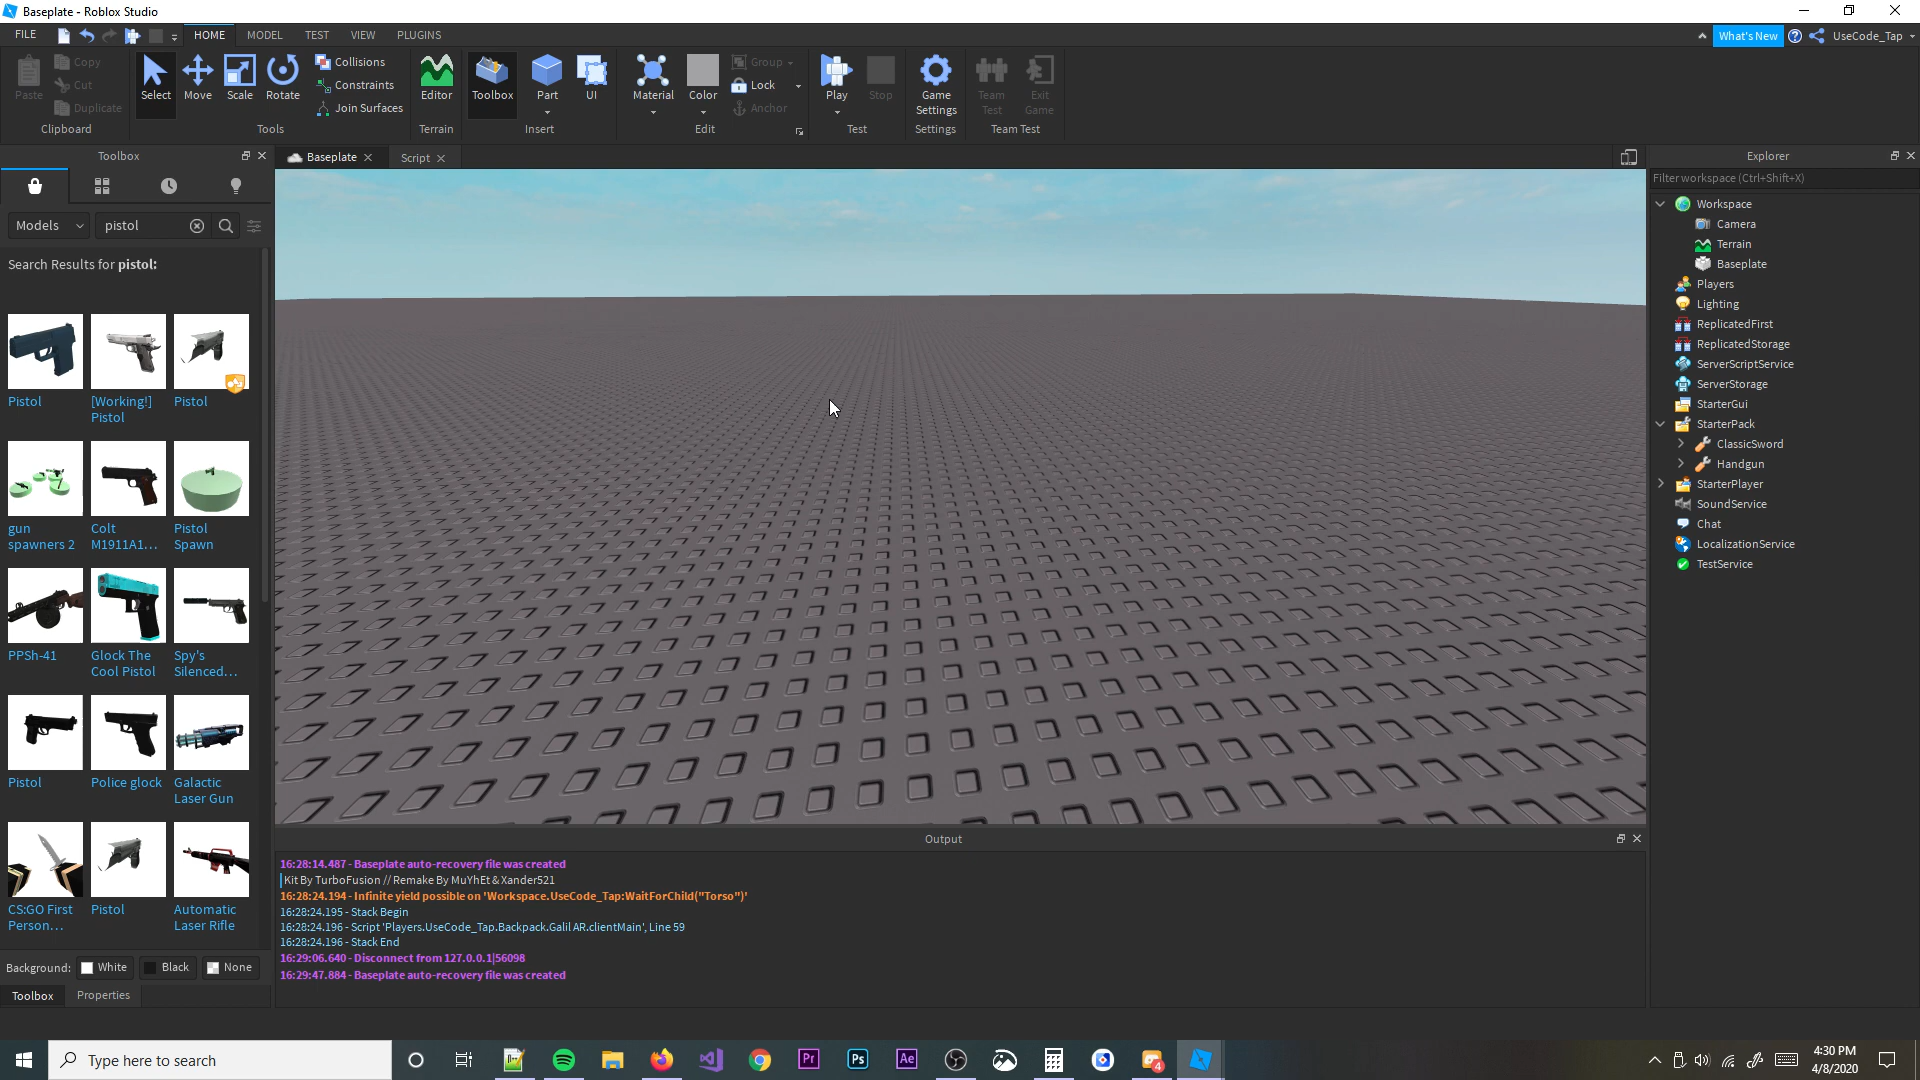 Baseplate - Roblox Studio
FILE
HOME
MODEL
TEST
VIEW
PLUGINS
What's New
UseCode_Tap
Paste
Copy
Cut
Duplicate
Clipboard
Select
Move
Scale
Rotate
Collisions
Constraints
Join Surfaces
Tools
Editor
Terrain
Toolbox
Part
UI
Insert
Material
Color
Group
Lock
Anchor
Edit
Play
Stop
Test
Game
Settings
Settings
Team
Test
Exit
Game
Team Test
Toolbox
Models
pistol
Search Results for pistol:
Pistol
[Working!]
Pistol
Pistol
gun
spawners 2
Colt
M1911A1...
Pistol
Spawn
PPSh-41
Glock The
Cool Pistol
Spy's
Silenced...
Pistol
Police glock
Galactic
Laser Gun
CS:GO First
Person...
Pistol
Automatic
Laser Rifle
Background:
White
Black
None
Toolbox
Properties
Baseplate
Script
Output
16:28:14.487 - Baseplate auto-recovery file was created
Kit By TurboFusion // Remake By MuYhEt & Xander521
16:28:24.194 - Infinite yield possible on 'Workspace.UseCode_Tap:WaitForChild("Torso")'
16:28:24.195 - Stack Begin
16:28:24.196 - Script 'Players.UseCode_Tap.Backpack.Galil AR.clientMain', Line 59
16:28:24.196 - Stack End
16:29:06.640 - Disconnect from 127.0.0.1|56098
16:29:47.884 - Baseplate auto-recovery file was created
Explorer
Filter workspace (Ctrl+Shift+X)
Workspace
Camera
Terrain
Baseplate
Players
Lighting
ReplicatedFirst
ReplicatedStorage
ServerScriptService
ServerStorage
StarterGui
StarterPack
ClassicSword
Handgun
StarterPlayer
SoundService
Chat
LocalizationService
TestService
Type here to search
Pr
Ps
Ae
4
4:30 PM
4/8/2020